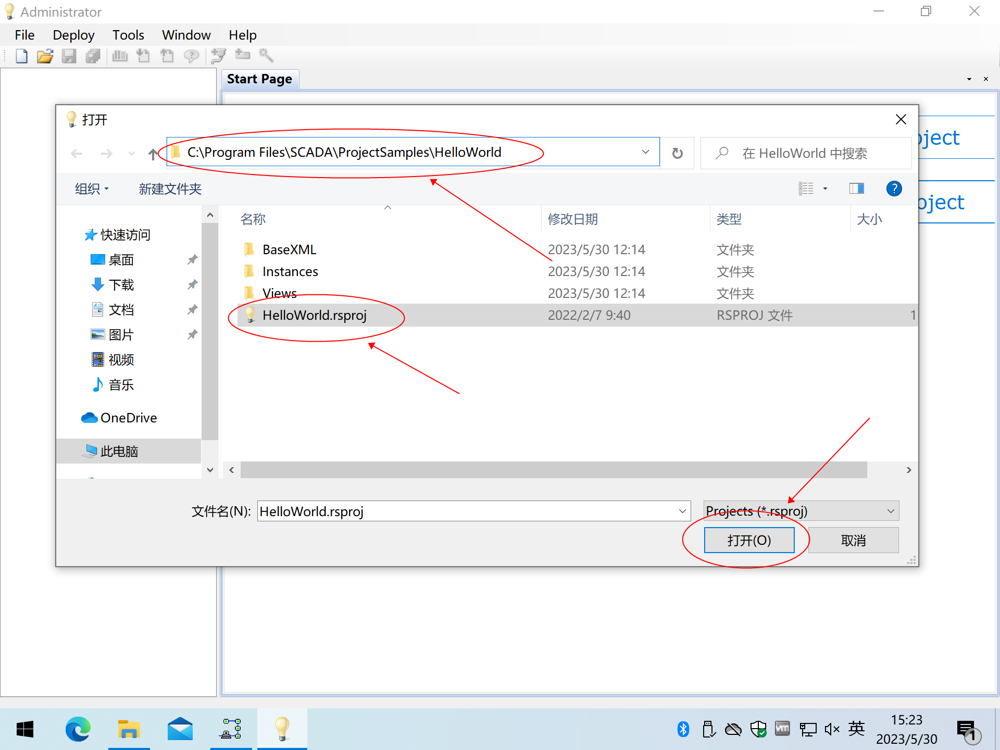 Administrator
File Deploy Tools Window Help
Start Page
打开
C:\Program Files\SCADA\ProjectSamples\HelloWorld
在 HelloWorld 中搜索
oject
组织 新建文件夹
oject
名称 修改日期 类型 大小
快速访问
桌面
下载
文档
图片
视频
音乐
OneDrive
此电脑
BaseXML 2023/5/30 12:14 文件夹
Instances 2023/5/30 12:14 文件夹
Views 2023/5/30 12:14 文件夹
HelloWorld.rsproj 2022/2/7 9:40 RSPROJ 文件 1
文件名(N): HelloWorld.rsproj Projects (*.rsproj)
打开(O) 取消
英
15:23
2023/5/30
1